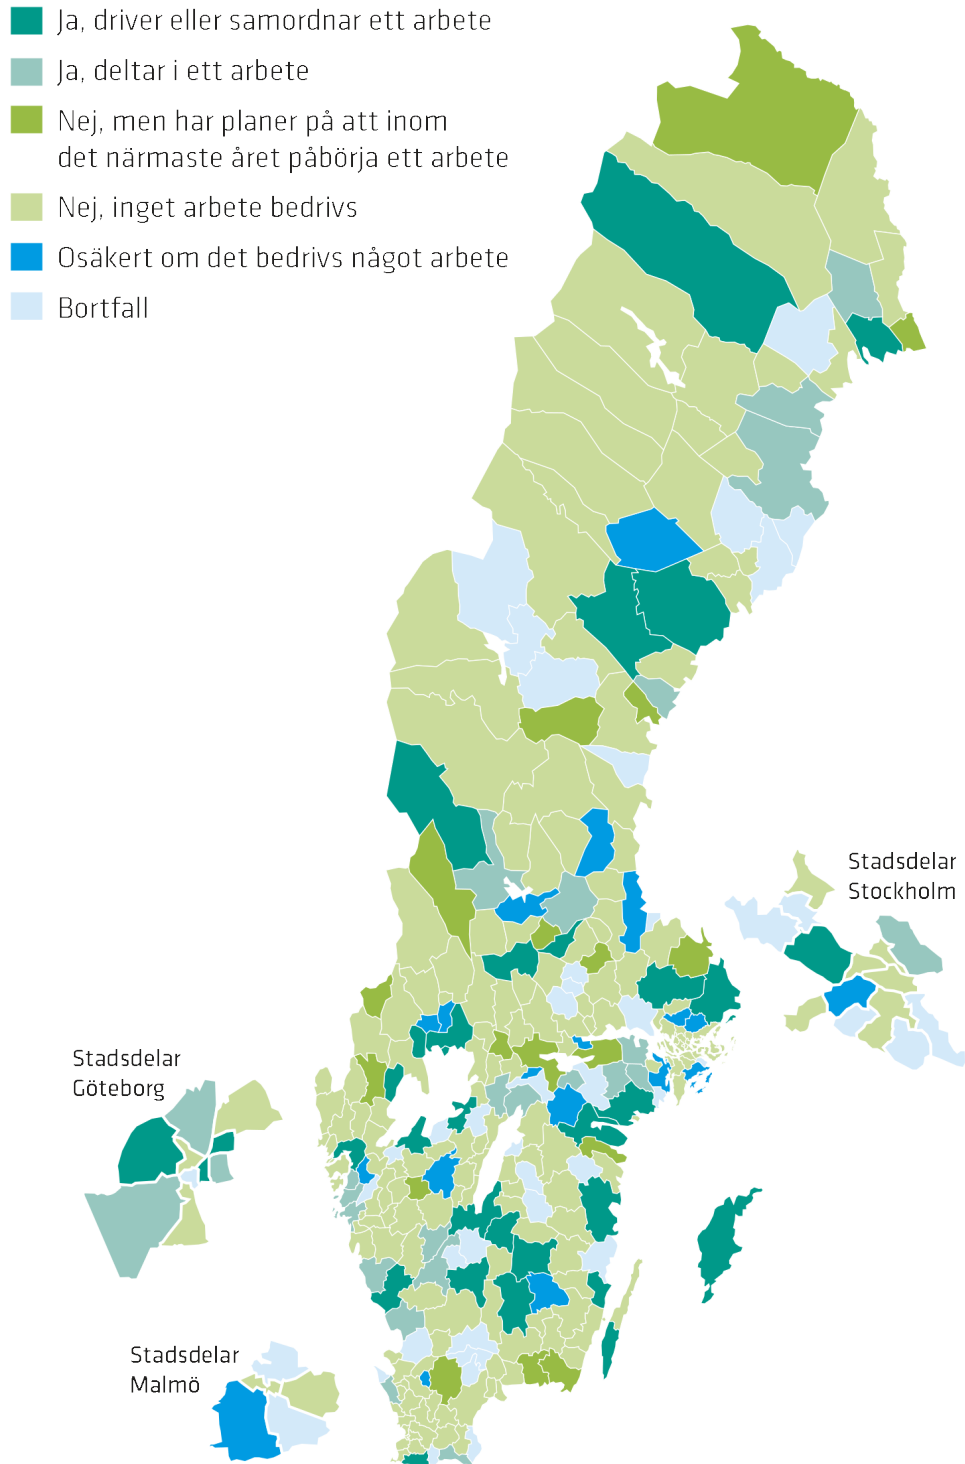 Ja, driver eller samordnar ett arbete
Ja, deltar i ett arbete
Nej, men har planer på att inom
det närmaste året påbörja ett arbete
Nej, inget arbete bedrivs
Osäkert om det bedrivs något arbete
Bortfall
Stadsdelar
Stockholm
Stadsdelar
Göteborg
Stadsdelar
Malmö